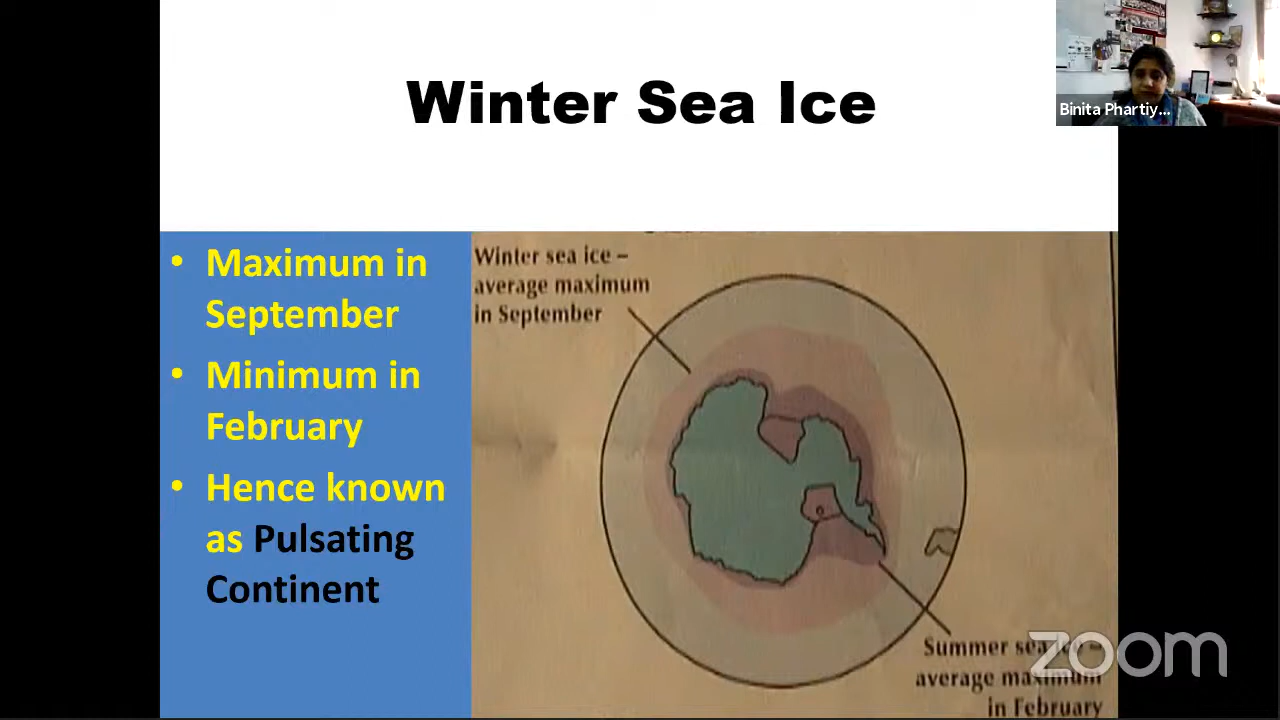 Winter Sea Ice
Binita Phartiy...
• Maximum in
September
• Minimum in
February
• Hence known
as Pulsating
Continent
Winter sea ice –
average maximum
in September
Summer sea
average maximum
in February
zoom